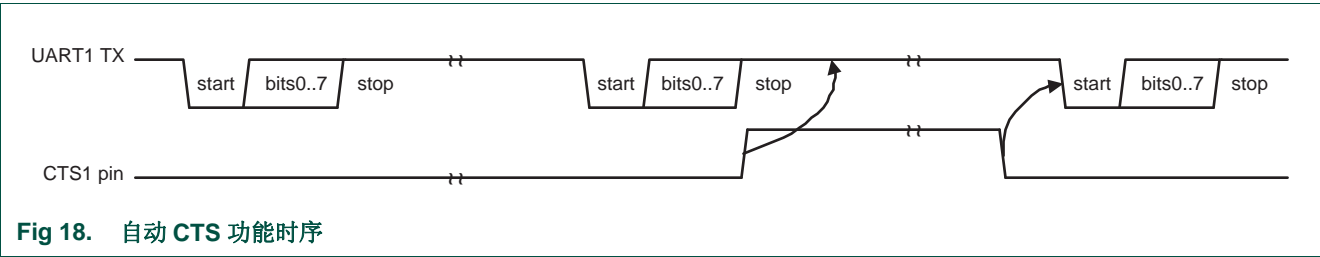 UART1 TX
start bits0..7 stop start bits0..7 stop start bits0..7 stop
CTS1 pin
Fig 18. 自动 CTS 功能时序